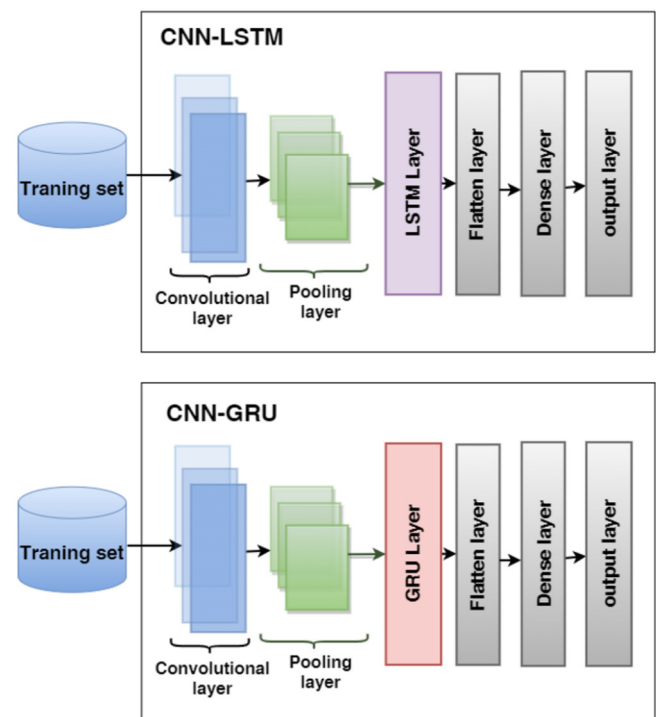 CNN-LSTM
Traning set
Convolutional
layer
Pooling
layer
LSTM Layer
Flatten layer
Dense layer
output layer
CNN-GRU
Traning set
Convolutional
layer
Pooling
layer
GRU Layer
Flatten layer
Dense layer
output layer